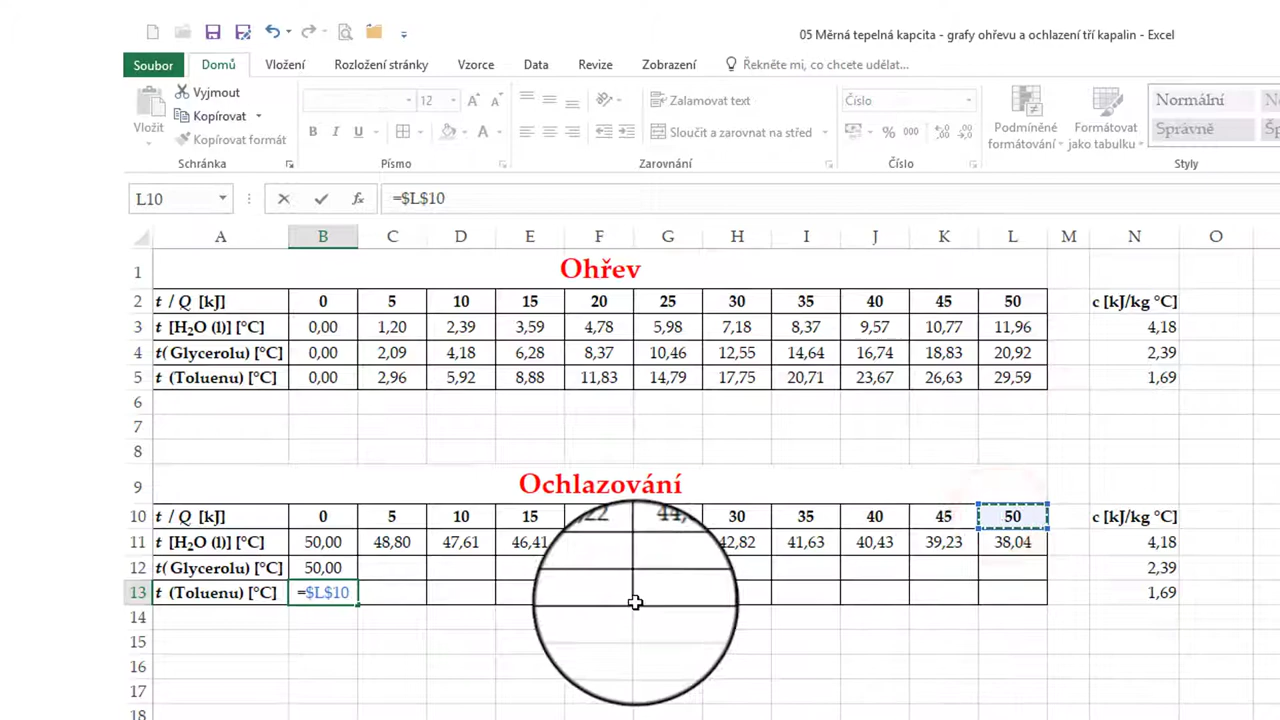 05 Měrná tepelná kapcita - grafy ohřevu a ochlazení tří kapalin - Excel
Soubor Domů Vložení Rozložení stránky Vzorce Data Revize Zobrazení Řekněte mi, co chcete udělat...
Vložit Vyjmout Kopírovat Kopírovat formát
12 A A Zalamovat text Číslo Normální
B I U A Sloučit a zarovnat na střed % 000 Podmíněné formátování Formátovat jako tabulku Správně
Schránka Písmo Zarovnání Číslo Styly
L10 fx =$L$10
A B C D E F G H I J K L M N O
1 Ohřev
2 t / Q [kJ] 0 5 10 15 20 25 30 35 40 45 50 c [kJ/kg °C]
3 t [H₂O (l)] [°C] 0,00 1,20 2,39 3,59 4,78 5,98 7,18 8,37 9,57 10,77 11,96 4,18
4 t( Glycerolu) [°C] 0,00 2,09 4,18 6,28 8,37 10,46 12,55 14,64 16,74 18,83 20,92 2,39
5 t (Toluenu) [°C] 0,00 2,96 5,92 8,88 11,83 14,79 17,75 20,71 23,67 26,63 29,59 1,69
6
7
8
9 Ochlazování
10 t / Q [kJ] 0 5 10 15 30 35 40 45 50 c [kJ/kg °C]
11 t [H₂O (l)] [°C] 50,00 48,80 47,61 46,41 42,82 41,63 40,43 39,23 38,04 4,18
12 t( Glycerolu) [°C] 50,00 2,39
13 t (Toluenu) [°C] =$L$10 1,69
14
15
16
17
18